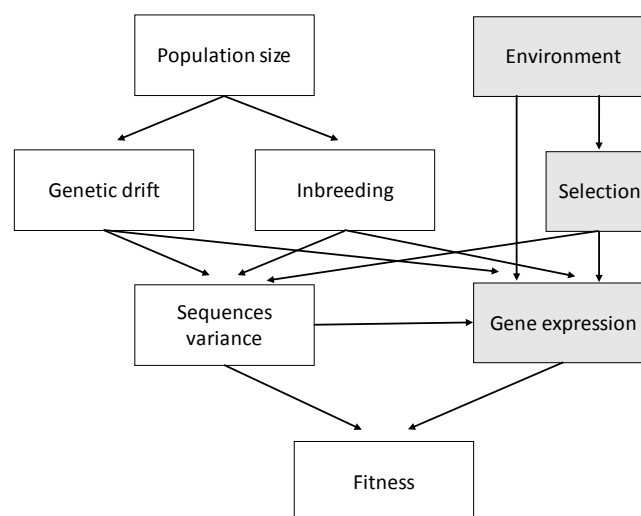 Population size
Environment
Genetic drift
Inbreeding
Selection
Sequences
variance
Gene expression
Fitness